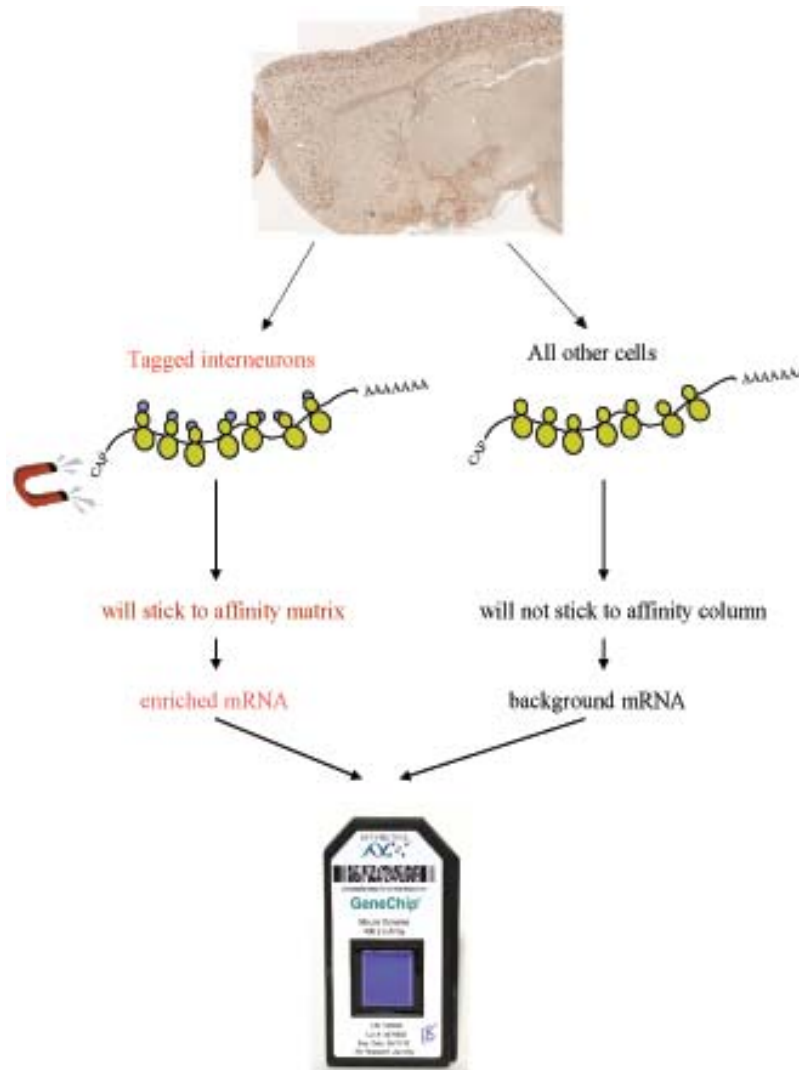 Tagged interneurons
All other cells
AAAAAAA
AAAAAA
CAP
CAP
will stick to affinity matrix
will not stick to affinity column
enriched mRNA
background mRNA
GeneChip